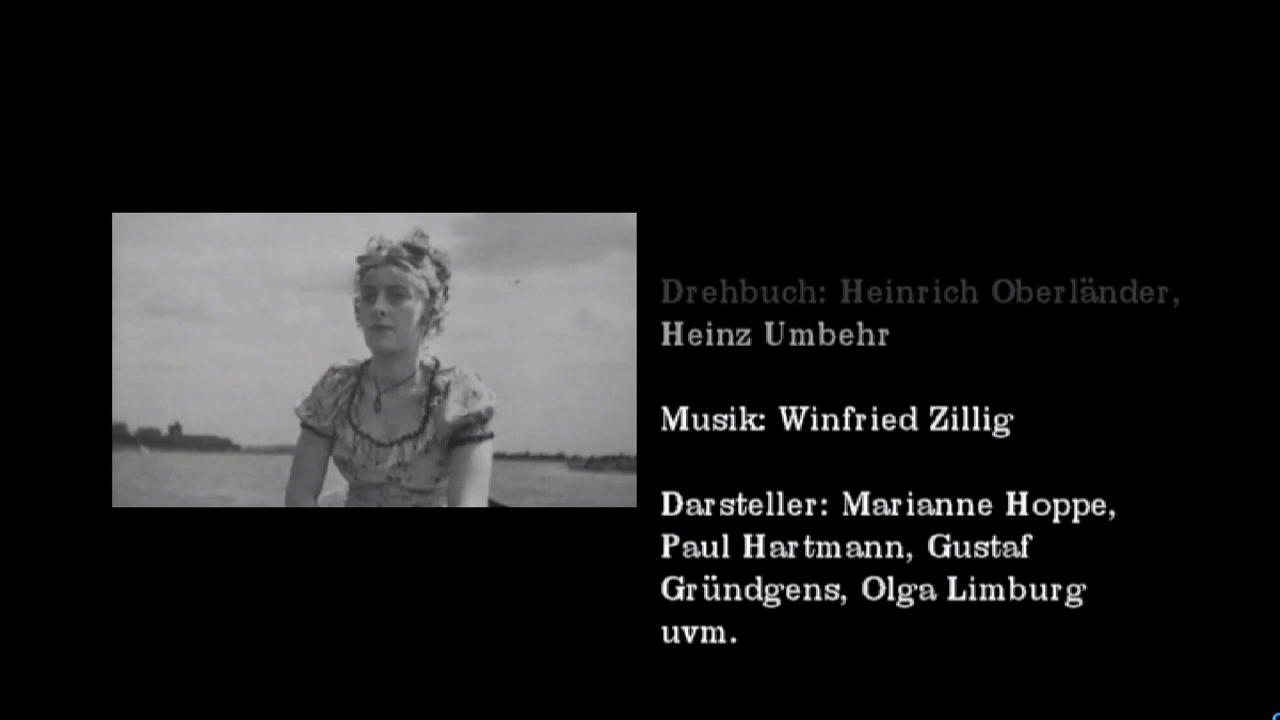 Drehbuch: Heinrich Oberländer,
Heinz Umbehr
Musik: Winfried Zillig
Darsteller: Marianne Hoppe,
Paul Hartmann, Gustaf
Gründgens, Olga Limburg
uvm.